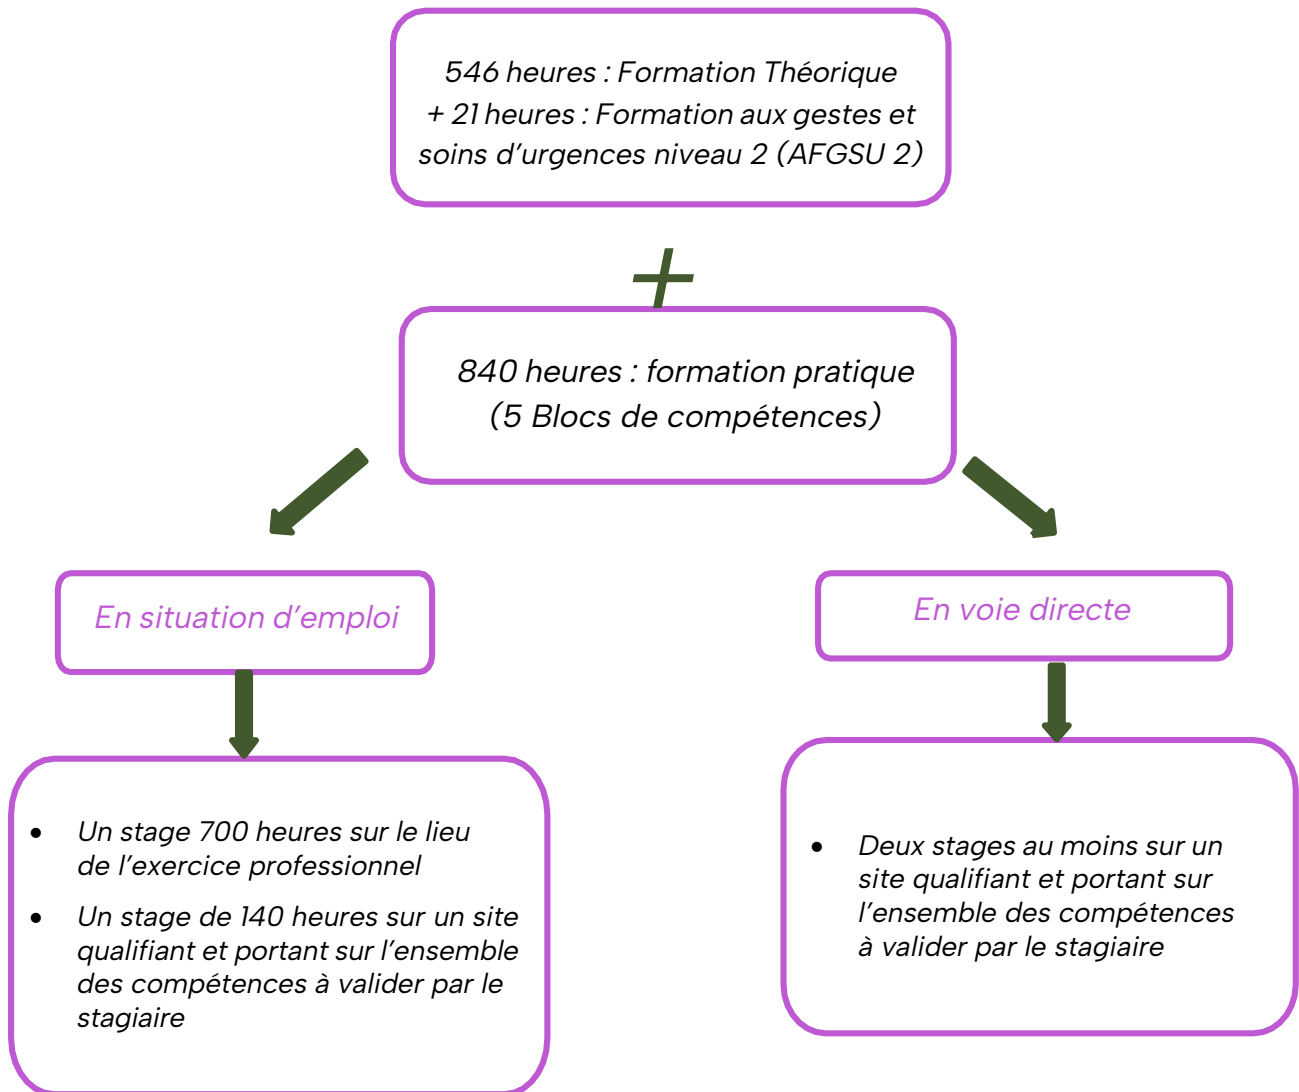 546 heures : Formation Théorique
+ 21 heures : Formation aux gestes et
soins d'urgences niveau 2 (AFGSU 2)
+
840 heures : formation pratique
(5 Blocs de compétences)
En situation d'emploi
En voie directe
• Un stage 700 heures sur le lieu
de l'exercice professionnel
• Un stage de 140 heures sur un site
qualifiant et portant sur l'ensemble
des compétences à valider par le
stagiaire
• Deux stages au moins sur un
site qualifiant et portant sur
l'ensemble des compétences
à valider par le stagiaire